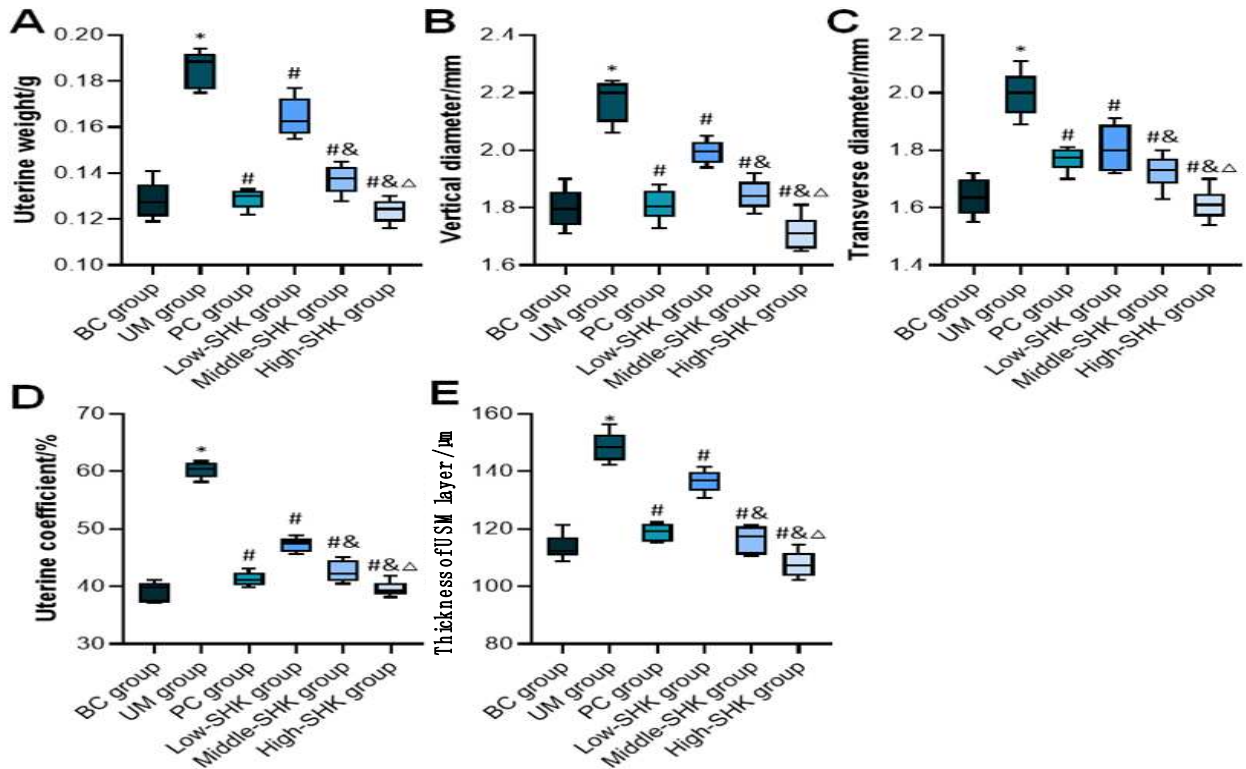 A
Uterine weight/g
0.20
0.18
0.16
0.14
0.12
0.10
*
#
#
#&
#&△
BC group
UM group
PC group
Low-SHK group
Middle-SHK group
High-SHK group
B
Vertical diameter/mm
2.4
2.2
2.0
1.8
1.6
*
#
#
#&
#&△
BC group
UM group
PC group
Low-SHK group
Middle-SHK group
High-SHK group
C
Transverse diameter/mm
2.2
2.0
1.8
1.6
1.4
*
#
#
#&
#&△
BC group
UM group
PC group
Low-SHK group
Middle-SHK group
High-SHK group
D
Uterine coefficient/%
70
60
50
40
30
*
#
#
#&
#&△
BC group
UM group
PC group
Low-SHK group
Middle-SHK group
High-SHK group
E
Thickness of USM layer/μm
160
140
120
100
80
*
#
#
#&
#&△
BC group
UM group
PC group
Low-SHK group
Middle-SHK group
High-SHK group